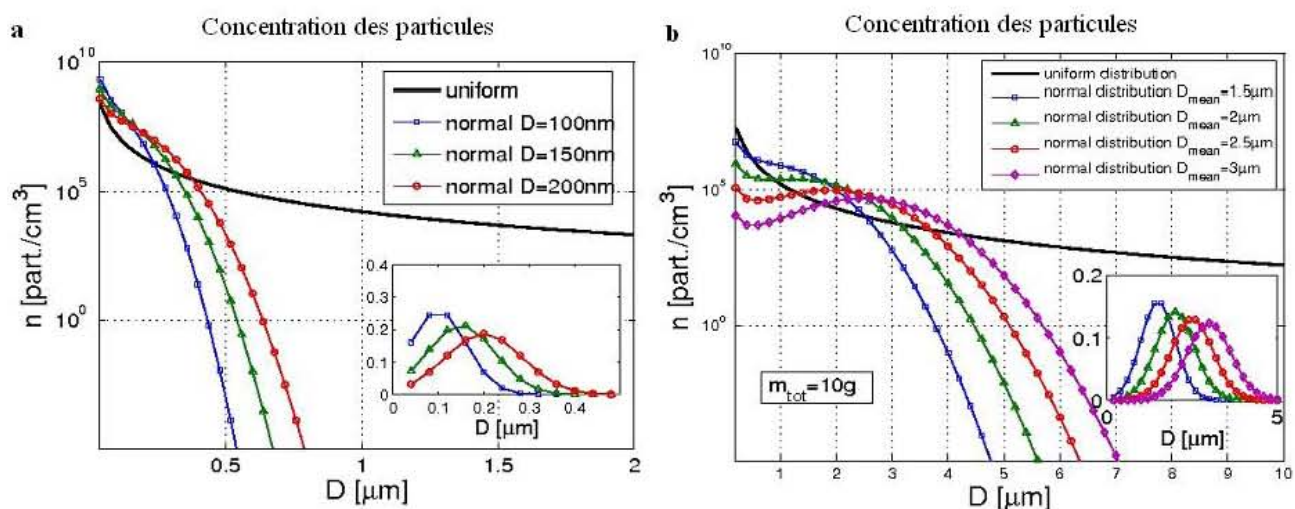 a
Concentration des particules
10^10
10^5
10^0
n [part./cm^3]
uniform
normal D=100nm
normal D=150nm
normal D=200nm
0.4
0.3
0.2
0.1
0
0 0.1 0.2 0.3 0.4
D [μm]
0.5 1 1.5 2
D [μm]
b
Concentration des particules
10^10
10^5
10^0
n [part./cm^3]
uniform distribution
normal distribution D_mean=1.5μm
normal distribution D_mean=2μm
normal distribution D_mean=2.5μm
normal distribution D_mean=3μm
m_tot=10g
0.2
0.1
0
0 5
D [μm]
1 2 3 4 5 6 7 8 9 10
D [μm]